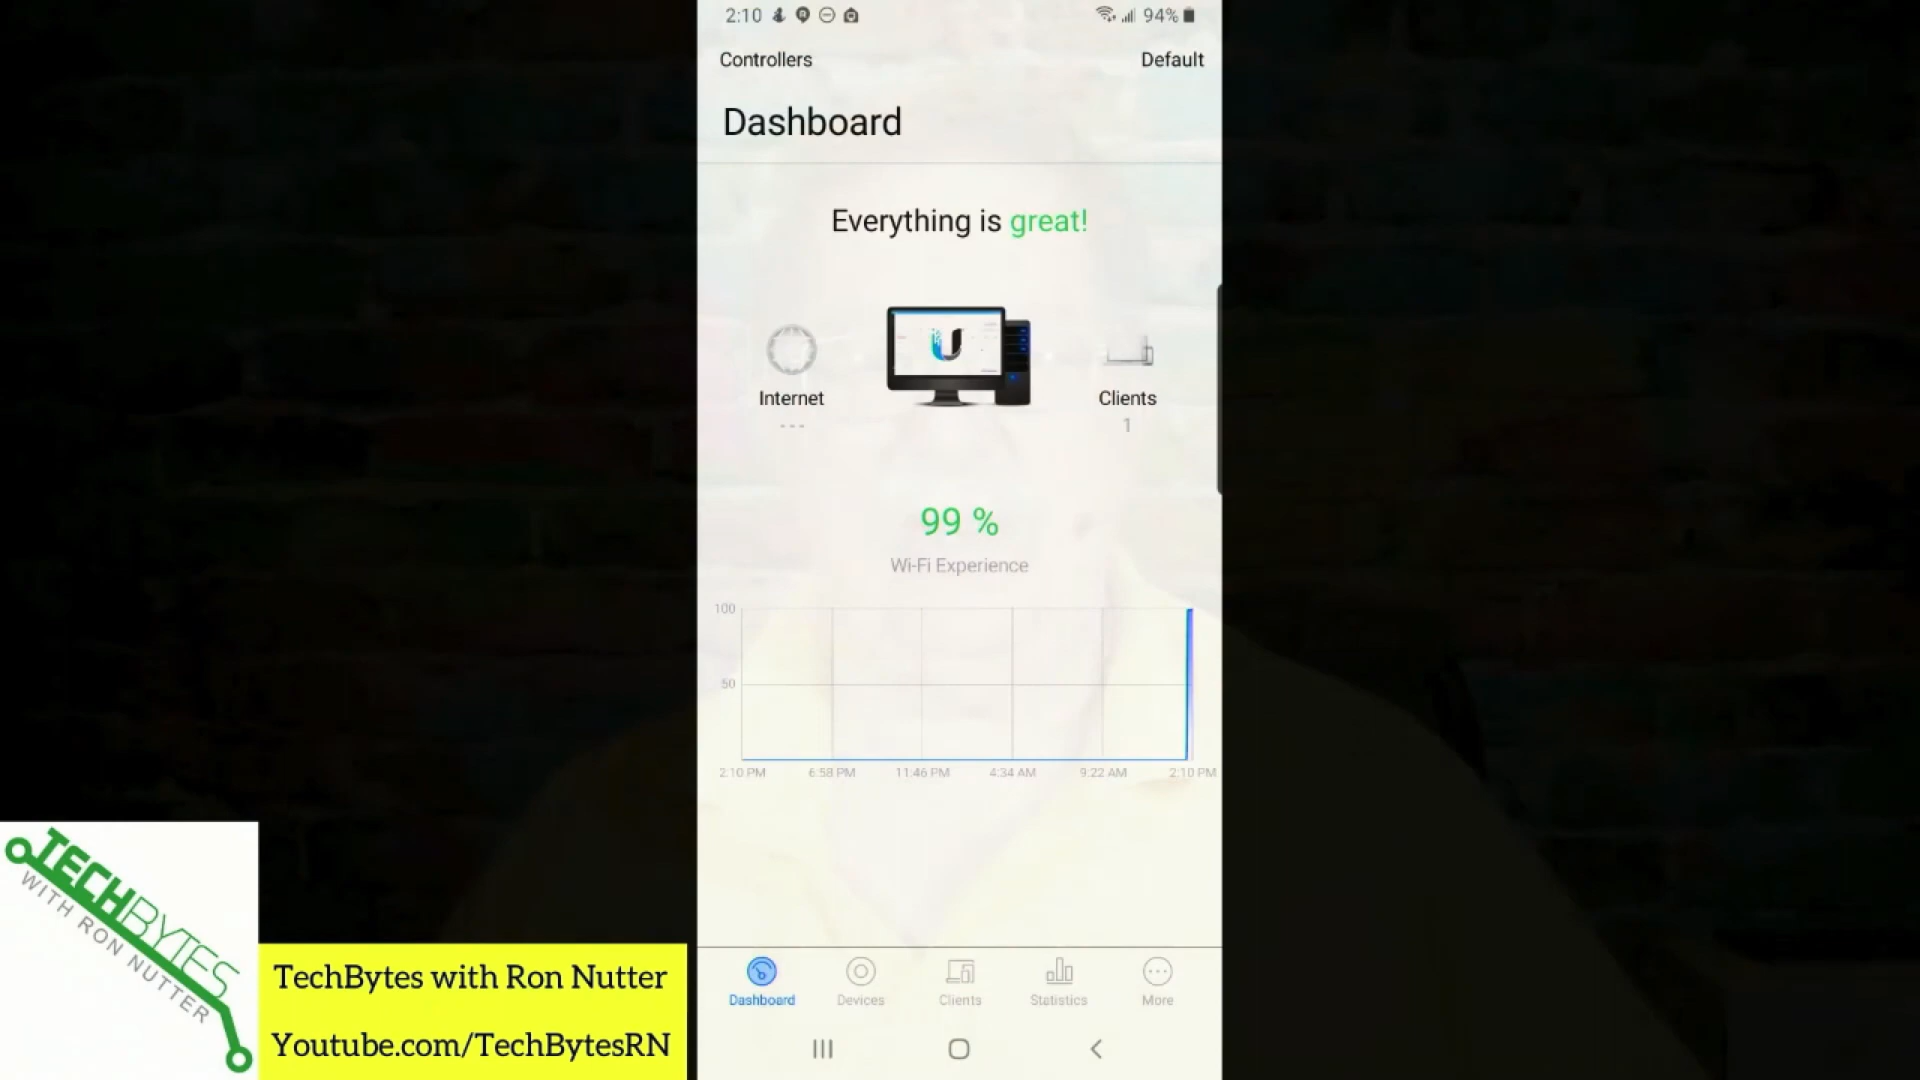 2:10
94%
Controllers
Default
Dashboard
Everything is great!
Internet
---
Clients
1
99 %
Wi-Fi Experience
100
50
2:10 PM 6:58 PM 11:46 PM 4:34 AM 9:22 AM 2:10 PM
Dashboard Devices Clients Statistics More
TECHBYTES
WITH RON NUTTER
TechBytes with Ron Nutter
Youtube.com/TechBytesRN